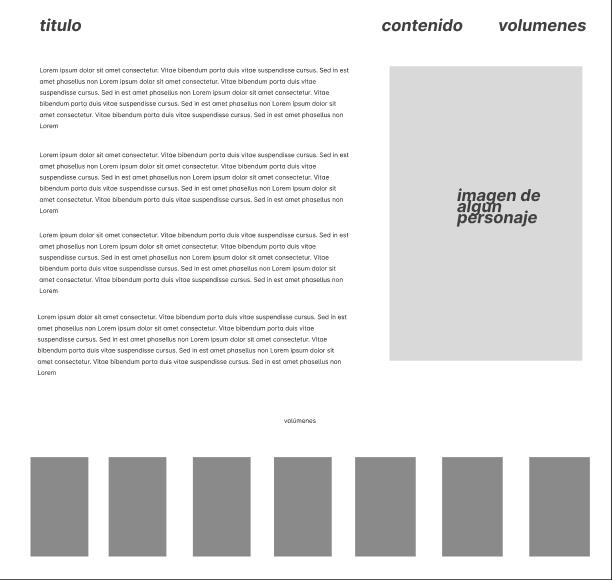 titulo
contenido
volumenes
Lorem ipsum dolor sit amet consectetur. Vitae bibendum porta duis vitae suspendisse cursus. Sed in est
amet phasellus non Lorem ipsum dolor sit amet consectetur. Vitae bibendum porta duis vitae
suspendisse cursus. Sed in est amet phasellus non Lorem ipsum dolor sit amet consectetur. Vitae
bibendum porta duis vitae suspendisse cursus. Sed in est amet phasellus non Lorem ipsum dolor sit
amet consectetur. Vitae bibendum porta duis vitae suspendisse cursus. Sed in est amet phasellus non
Lorem
Lorem ipsum dolor sit amet consectetur. Vitae bibendum porta duis vitae suspendisse cursus. Sed in est
amet phasellus non Lorem ipsum dolor sit amet consectetur. Vitae bibendum porta duis vitae
suspendisse cursus. Sed in est amet phasellus non Lorem ipsum dolor sit amet consectetur. Vitae
bibendum porta duis vitae suspendisse cursus. Sed in est amet phasellus non Lorem ipsum dolor sit
amet consectetur. Vitae bibendum porta duis vitae suspendisse cursus. Sed in est amet phasellus non
Lorem
Lorem ipsum dolor sit amet consectetur. Vitae bibendum porta duis vitae suspendisse cursus. Sed in est
amet phasellus non Lorem ipsum dolor sit amet consectetur. Vitae bibendum porta duis vitae
suspendisse cursus. Sed in est amet phasellus non Lorem ipsum dolor sit amet consectetur. Vitae
bibendum porta duis vitae suspendisse cursus. Sed in est amet phasellus non Lorem ipsum dolor sit
amet consectetur. Vitae bibendum porta duis vitae suspendisse cursus. Sed in est amet phasellus non
Lorem
Lorem ipsum dolor sit amet consectetur. Vitae bibendum porta duis vitae suspendisse cursus. Sed in est
amet phasellus non Lorem ipsum dolor sit amet consectetur. Vitae bibendum porta duis vitae
suspendisse cursus. Sed in est amet phasellus non Lorem ipsum dolor sit amet consectetur. Vitae
bibendum porta duis vitae suspendisse cursus. Sed in est amet phasellus non Lorem ipsum dolor sit
amet consectetur. Vitae bibendum porta duis vitae suspendisse cursus. Sed in est amet phasellus non
Lorem
imagen de
algun
personaje
volúmenes